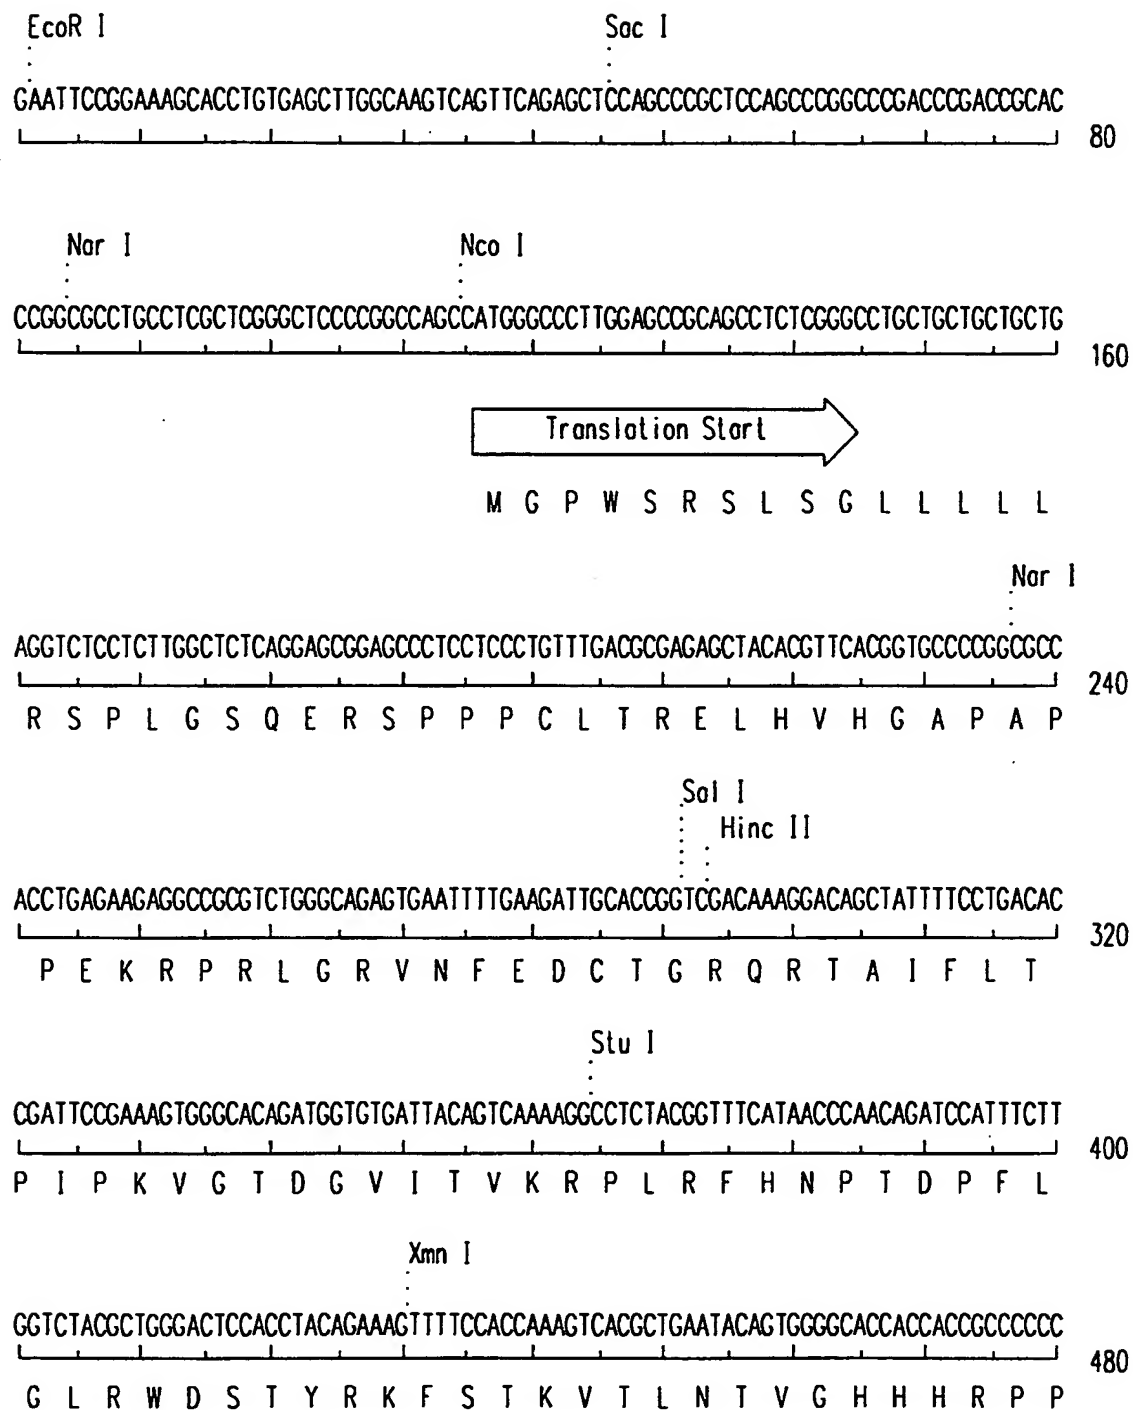 EcoR I Sac I
GAATTCCGGAAAGCACCTGTGAGCTTGGCAAGTCAGTTCAGAGCTCCAGCCCGCTCCAGCCCGGCCCGACCCGACCGCAC
80
Nar I Nco I
CCGGCGCCTGCCTCGCTCGGGCTCCCCGGCCAGCCATGGGCCCTTGGAGCCGCAGCCTCTCGGGCCTGCTGCTGCTGCTG
160
Translation Start
M G P W S R S L S G L L L L L
Nar I
AGGTCTCCTCTTGGCTCTCAGGAGCGGAGCCCTCCTCCCTGTTTGACGCGAGAGCTACACGTTCACGGTGCCCCGGCGCC
240
R S P L G S Q E R S P P P C L T R E L H V H G A P A P
Sal I
Hinc II
ACCTGAGAAGAGGCCGCGTCTGGGCAGAGTGAATTTTGAAGATTGCACCGGTCGACAAAGGACAGCTATTTTCCTGACAC
320
P E K R P R L G R V N F E D C T G R Q R T A I F L T
Stu I
CGATTCCGAAAGTGGGCACAGATGGTGTGATTACAGTCAAAAGGCCTCTACGGTTTCATAACCCAACAGATCCATTTCTT
400
P I P K V G T D G V I T V K R P L R F H N P T D P F L
Xmn I
GGTCTACGCTGGGACTCCACCTACAGAAAGTTTTCCACCAAAGTCACGCTGAATACAGTGGGGCACCACCACCGCCCCCC
480
G L R W D S T Y R K F S T K V T L N T V G H H H R P P